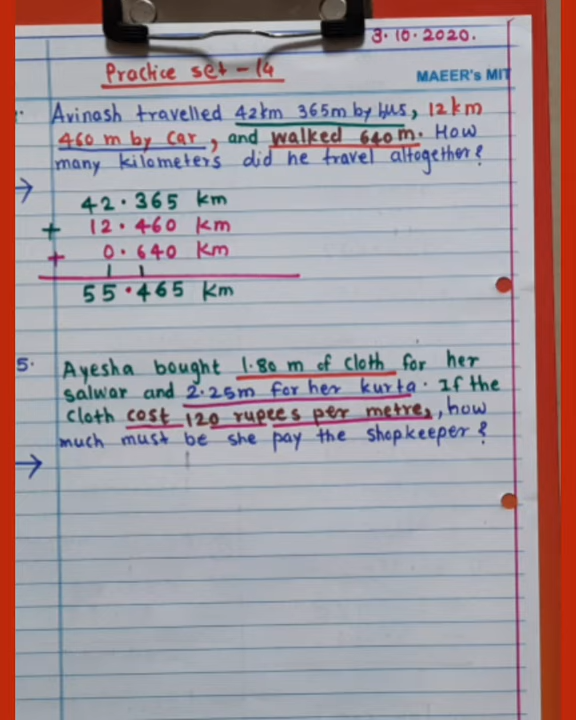 3.10.2020.
Practice set - 14
MAEER's MIT
Avinash travelled 42km 365m by bus, 12km
460 m by car, and walked 640 m. How
many kilometers did he travel altogether?
42.365 km
+ 12.460 km
+ 0.640 km
1 1
55.465 km
5. Ayesha bought 1.80 m of cloth for her
salwar and 2.25m for her kurta. If the
cloth cost 120 rupees per metre, how
much must be she pay the shopkeeper?